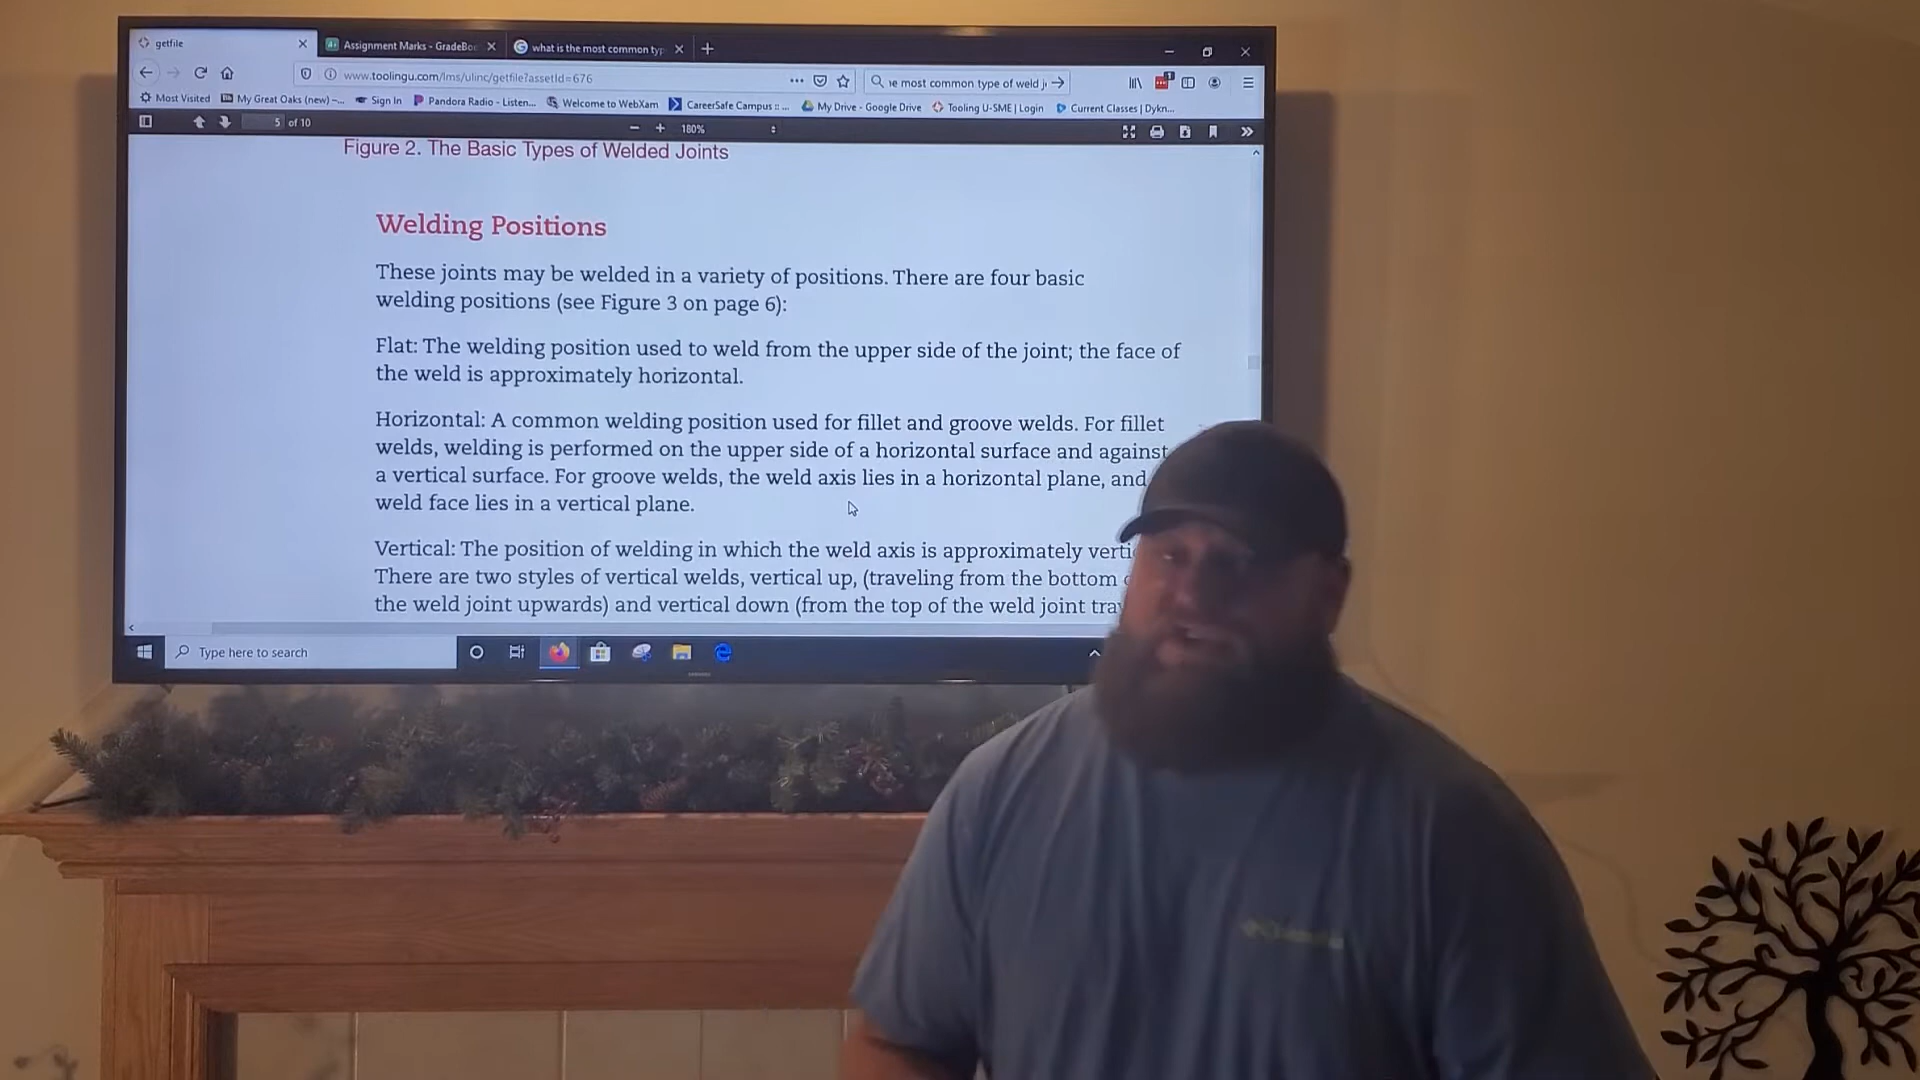 getfile
Assignment Marks - GradeBo
what is the most common typ
www.toolingu.com/lms/ulinc/getfile?assetId=676
e most common type of weld j
Most Visited
My Great Oaks (new) –...
Sign In
Pandora Radio - Listen...
Welcome to WebXam
CareerSafe Campus :: ...
My Drive - Google Drive
Tooling U-SME | Login
Current Classes | Dykn...
5 of 10
180%
Figure 2. The Basic Types of Welded Joints
Welding Positions
These joints may be welded in a variety of positions. There are four basic
welding positions (see Figure 3 on page 6):
Flat: The welding position used to weld from the upper side of the joint; the face of
the weld is approximately horizontal.
Horizontal: A common welding position used for fillet and groove welds. For fillet
welds, welding is performed on the upper side of a horizontal surface and against
a vertical surface. For groove welds, the weld axis lies in a horizontal plane, and
weld face lies in a vertical plane.
Vertical: The position of welding in which the weld axis is approximately verti
There are two styles of vertical welds, vertical up, (traveling from the bottom
the weld joint upwards) and vertical down (from the top of the weld joint tra
Type here to search